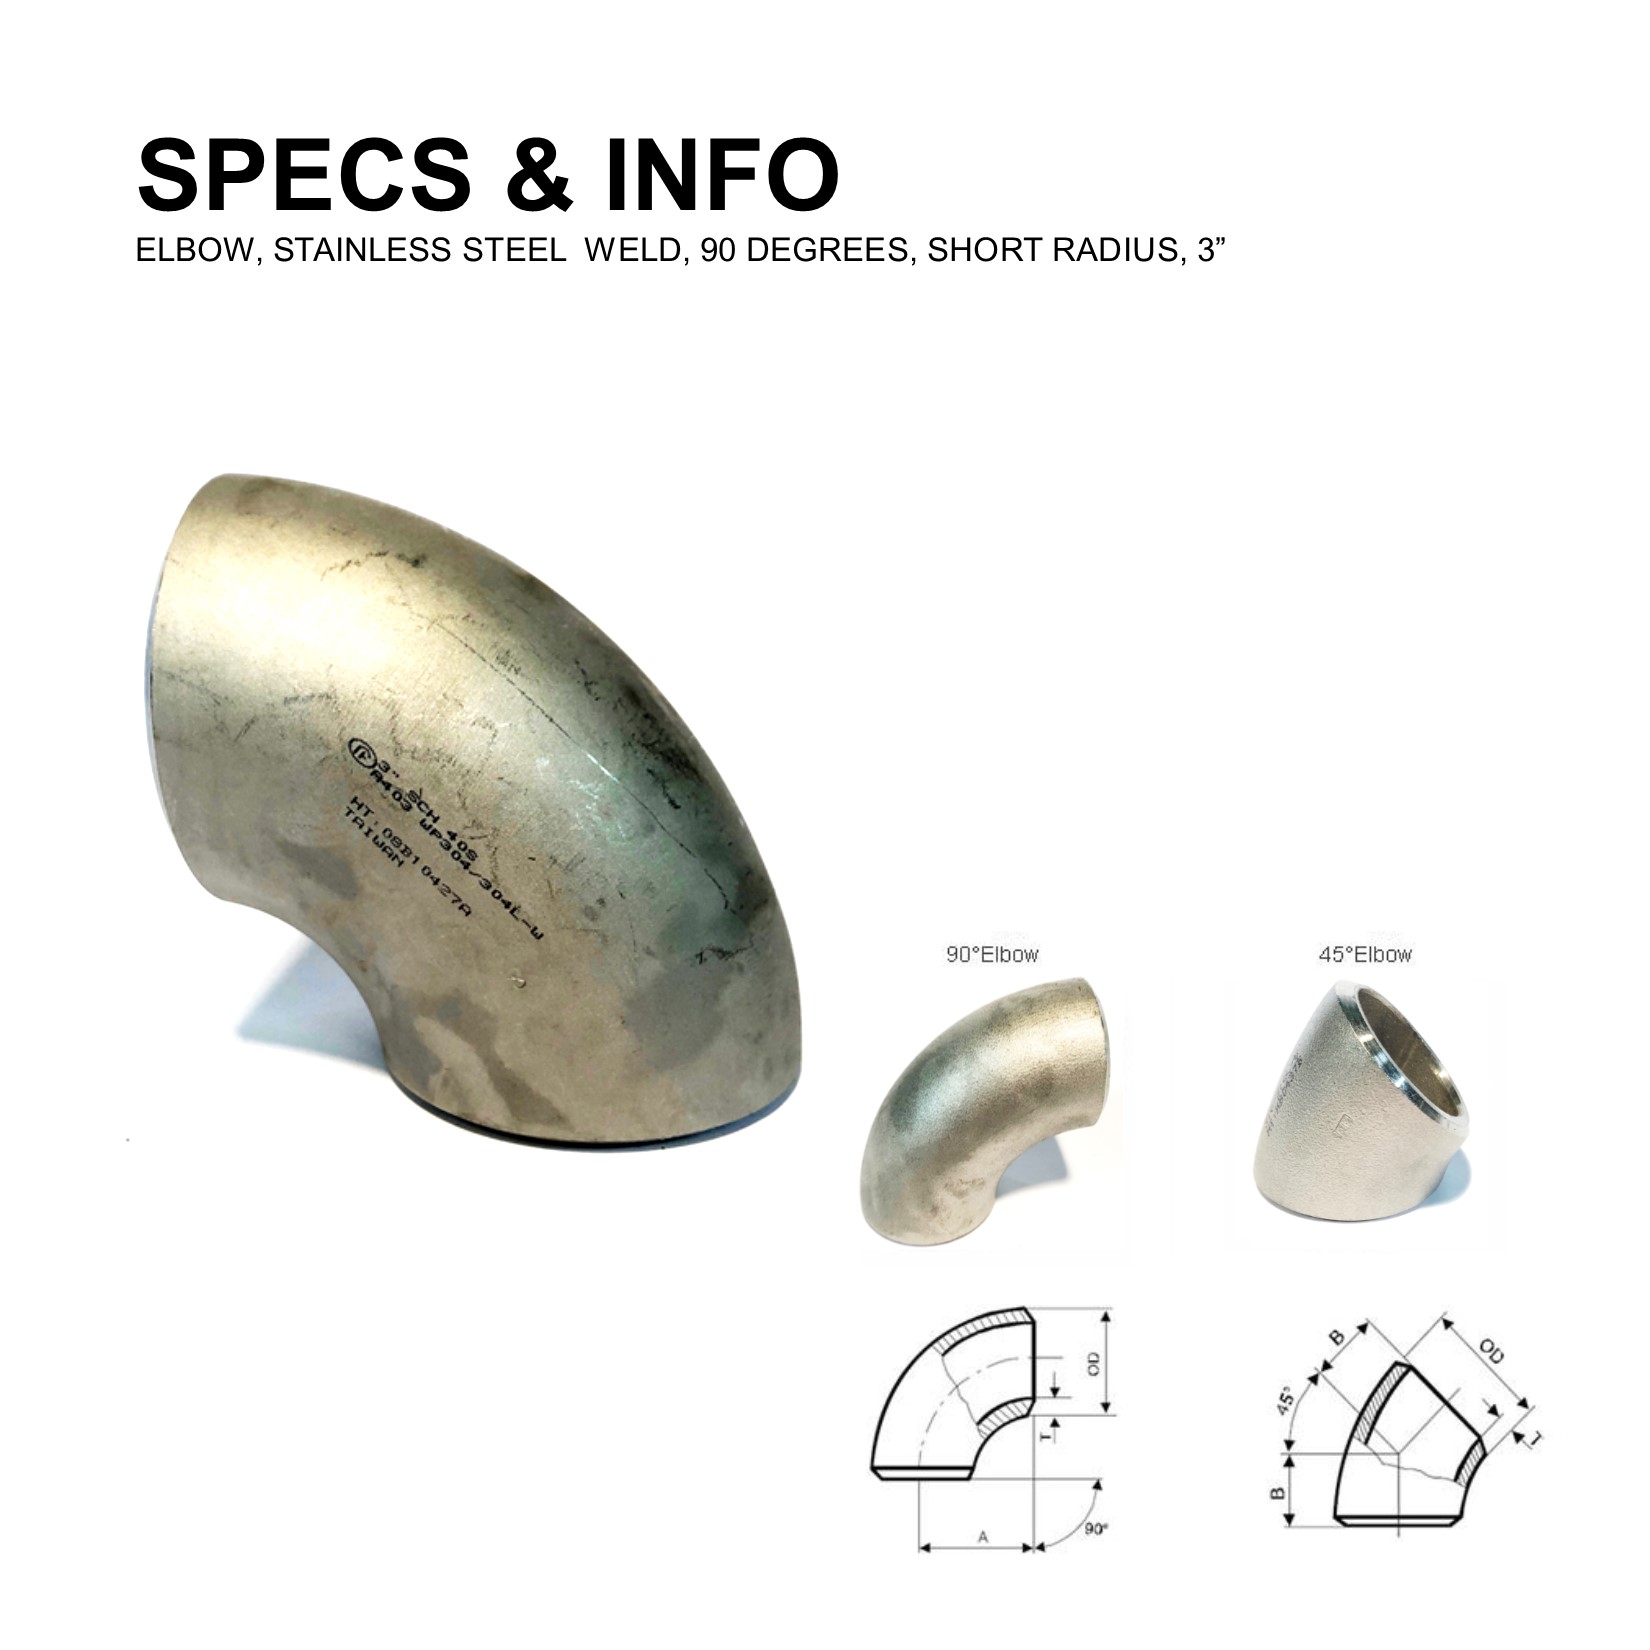 SPECS & INFO
ELBOW, STAINLESS STEEL WELD, 90 DEGREES, SHORT RADIUS, 3”
3" SCH 40S
A403 WP304/304L-W
HT.08B10427A
TAIWAN
90°Elbow
45°Elbow
OD
T
A
90°
B
OD
45°
T
B